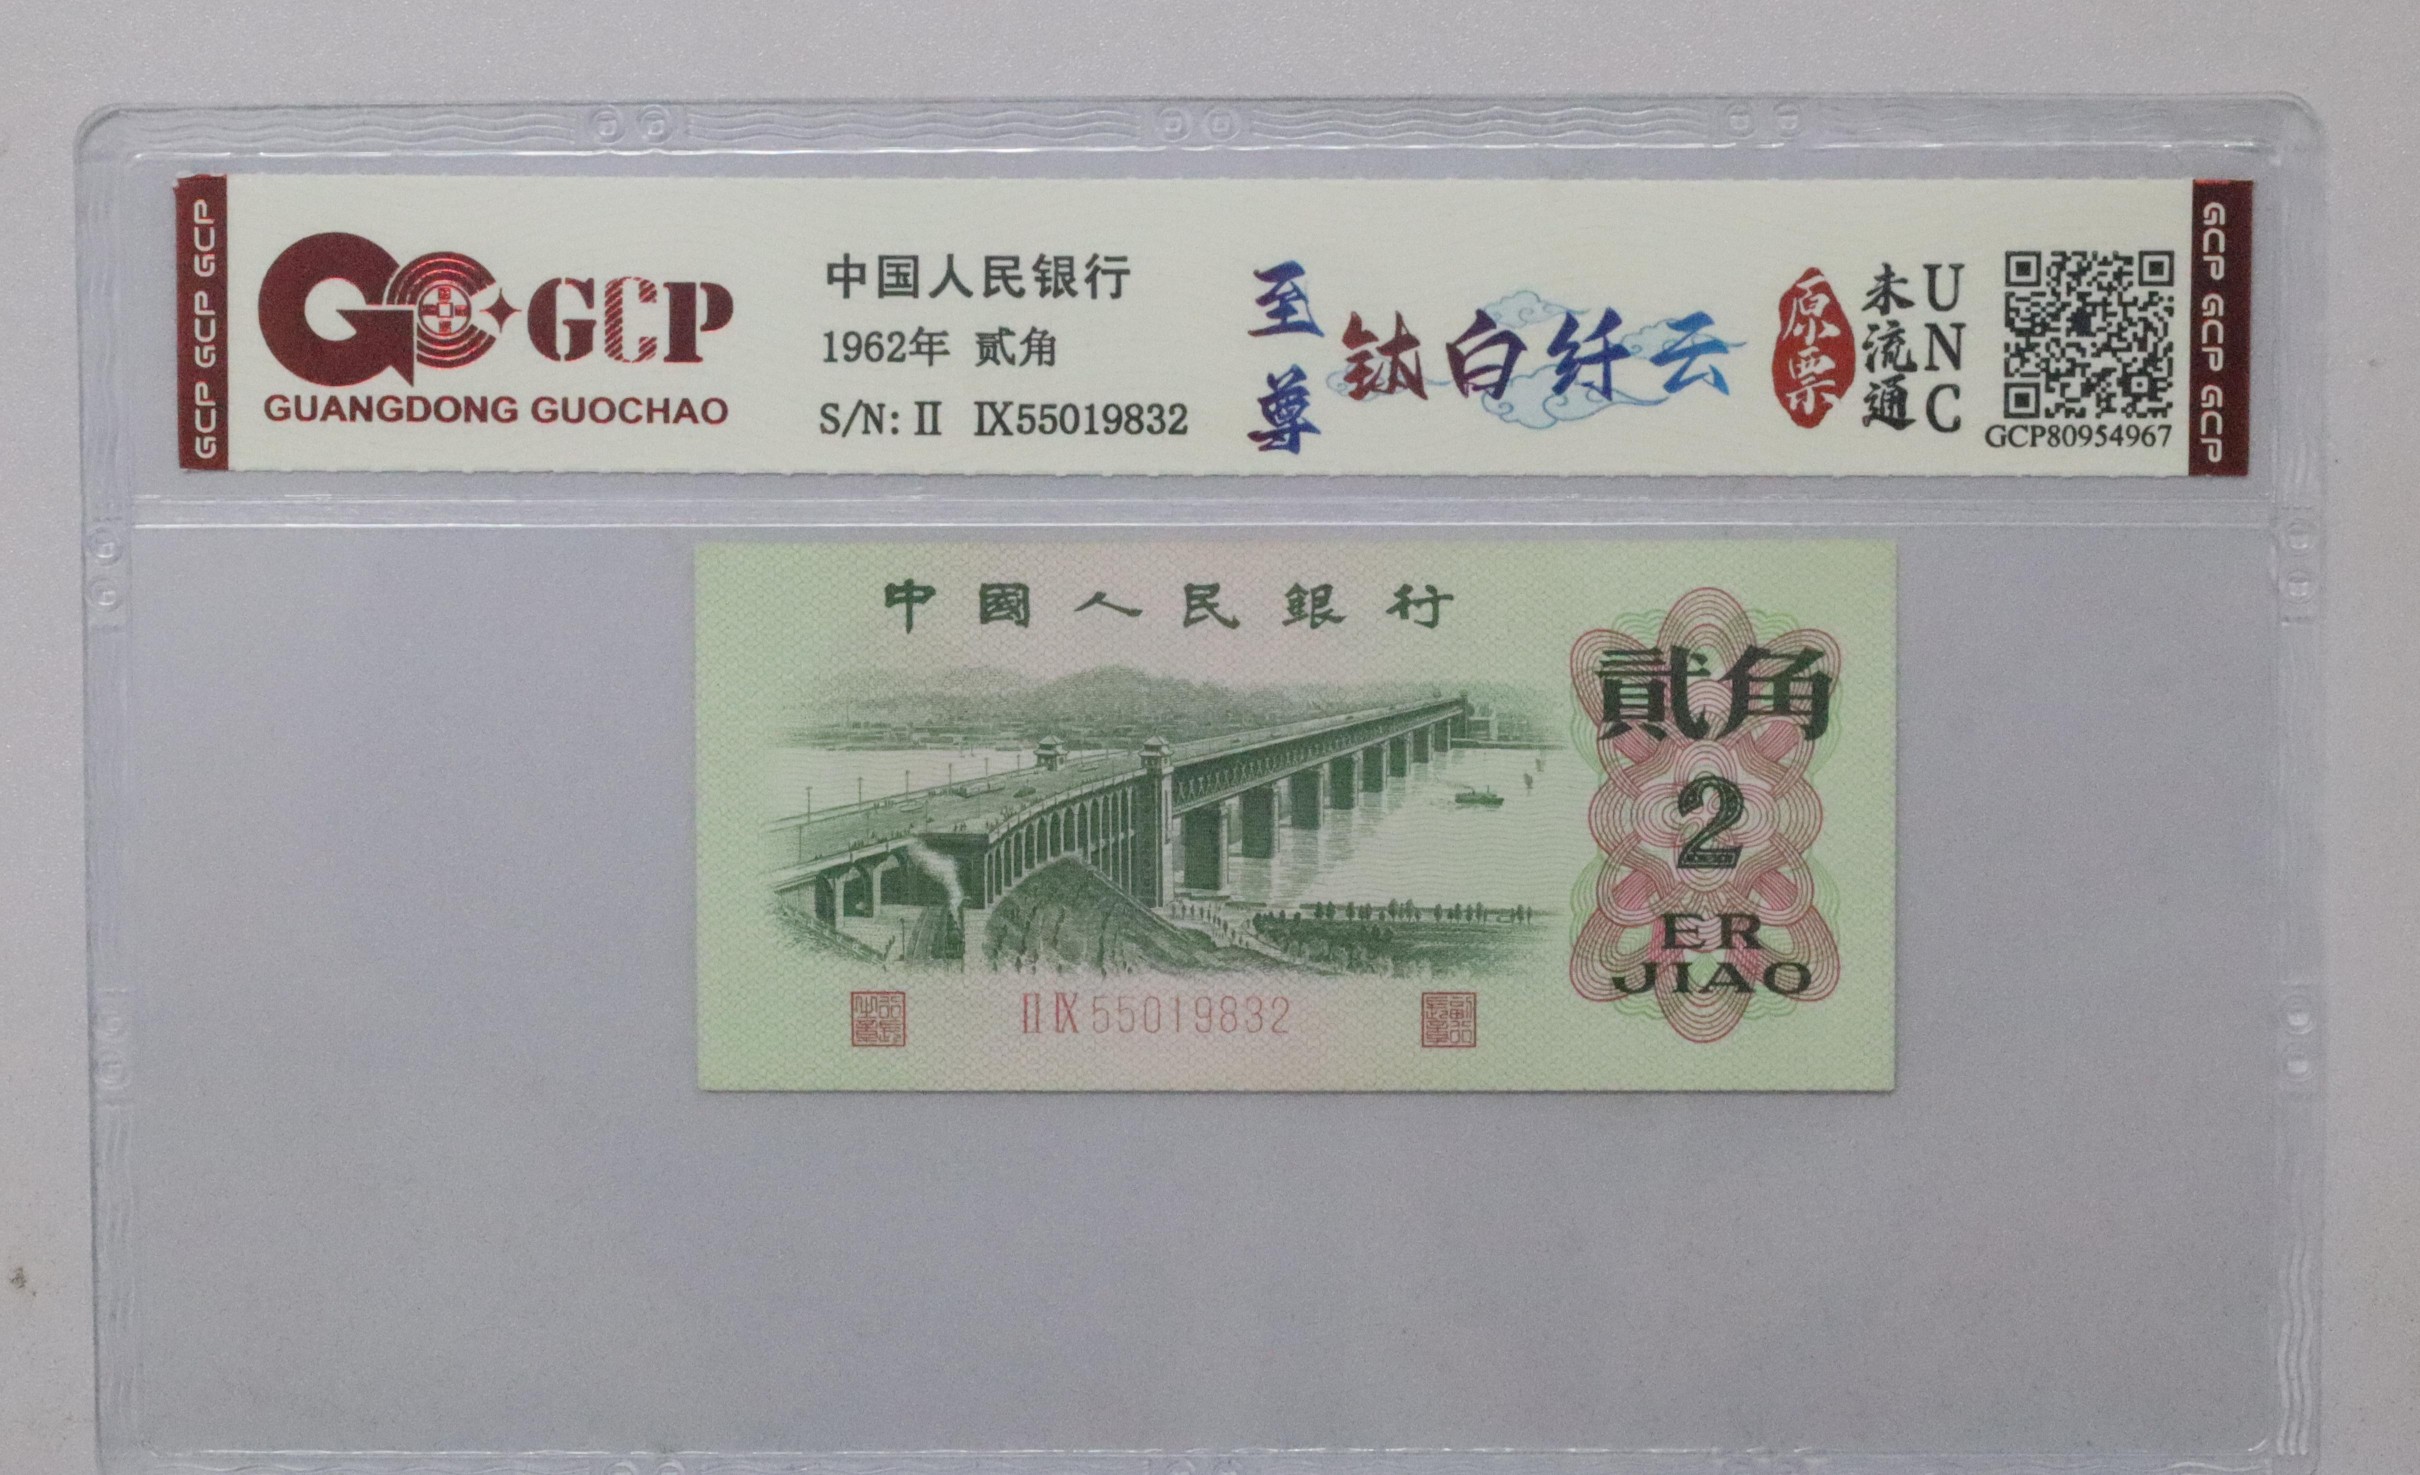 GCP GCP GCP
GCP
GUANGDONG GUOCHAO
中国人民银行
1962年 贰角
S/N: Ⅱ Ⅸ55019832
至尊
钛白纤云
原票
未流通
UNC
GCP80954967
GCP GCP GCP
中國人民銀行
貳角
2
ER
JIAO
Ⅱ Ⅸ 55019832